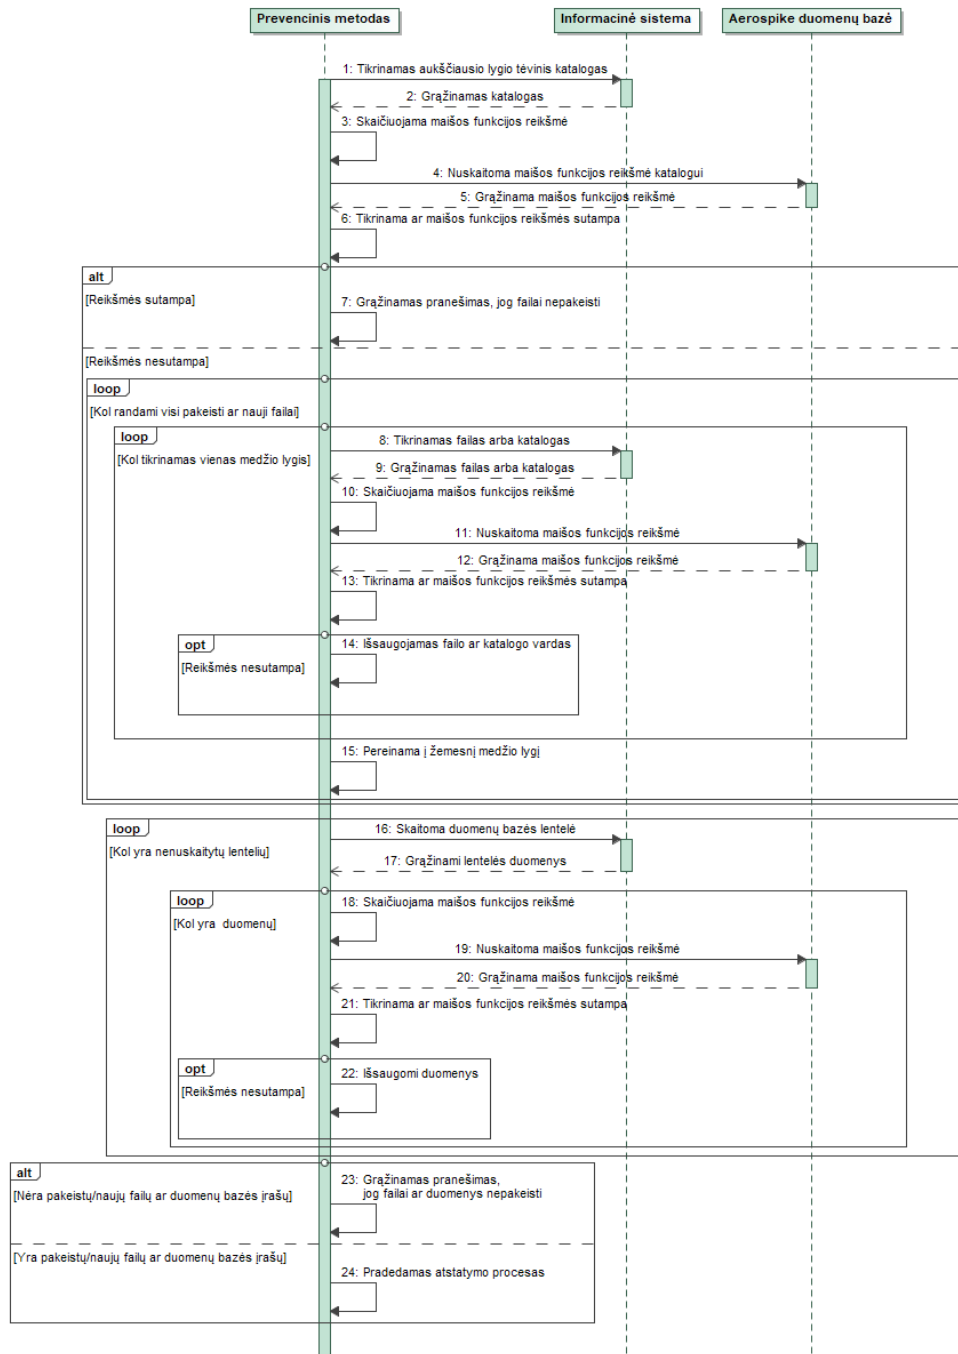 Prevencinis metodas
Informacinė sistema
Aerospike duomenų bazė
1: Tikrinamas aukščiausio lygio tėvinis katalogas
2: Grąžinamas katalogas
3: Skaičiuojama maišos funkcijos reikšmė
4: Nuskaitoma maišos funkcijos reikšmė katalogui
5: Grąžinama maišos funkcijos reikšmė
6: Tikrinama ar maišos funkcijos reikšmės sutampa
alt
[Reikšmės sutampa]
7: Grąžinamas pranešimas, jog failai nepakeisti
[Reikšmės nesutampa]
loop
[Kol randami visi pakeisti ar nauji failai]
loop
[Kol tikrinamas vienas medžio lygis]
8: Tikrinamas failas arba katalogas
9: Grąžinamas failas arba katalogas
10: Skaičiuojama maišos funkcijos reikšmė
11: Nuskaitoma maišos funkcijos reikšmė
12: Grąžinama maišos funkcijos reikšmė
13: Tikrinama ar maišos funkcijos reikšmės sutampa
opt
[Reikšmės nesutampa]
14: Išsaugojamas failo ar katalogo vardas
15: Pereinama į žemesnį medžio lygį
loop
[Kol yra nenuskaitytų lentelių]
16: Skaitoma duomenų bazės lentelė
17: Grąžinami lentelės duomenys
loop
[Kol yra  duomenų]
18: Skaičiuojama maišos funkcijos reikšmė
19: Nuskaitoma maišos funkcijos reikšmė
20: Grąžinama maišos funkcijos reikšmė
21: Tikrinama ar maišos funkcijos reikšmės sutampa
opt
[Reikšmės nesutampa]
22: Išsaugomi duomenys
alt
[Nėra pakeistų/naujų failų ar duomenų bazės įrašų]
23: Grąžinamas pranešimas,
jog failai ar duomenys nepakeisti
[Yra pakeistų/naujų failų ar duomenų bazės įrašų]
24: Pradedamas atstatymo procesas